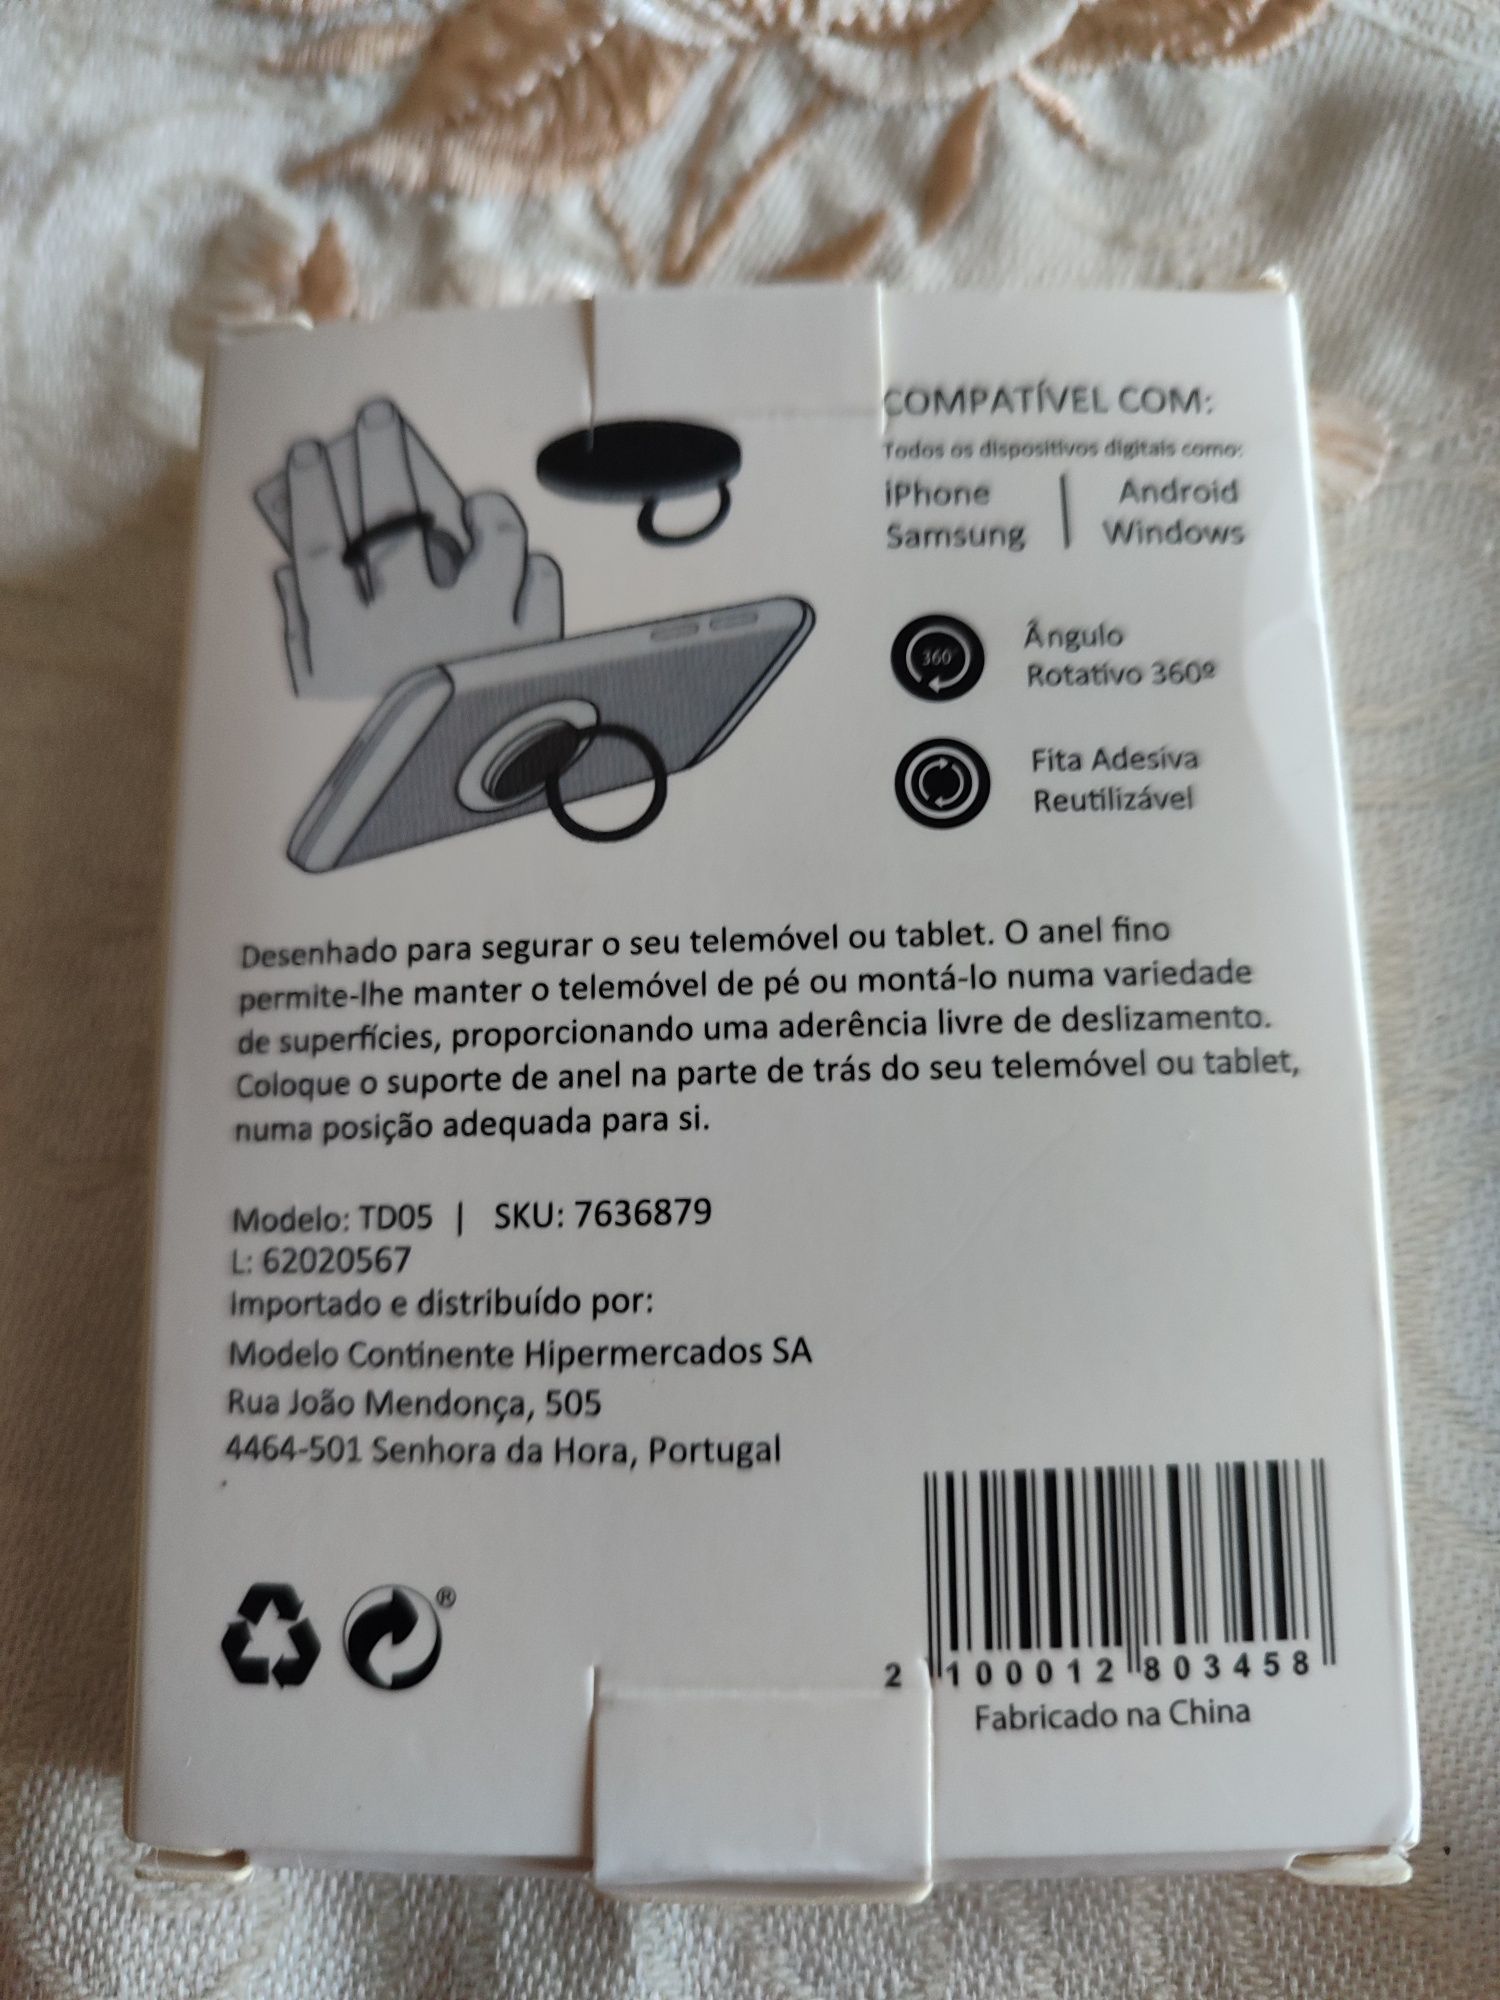 COMPATÍVEL COM:
Todos os dispositivos digitais como:
iPhone | Android
Samsung | Windows
360°
Ângulo
Rotativo 360º
Fita Adesiva
Reutilizável
Desenhado para segurar o seu telemóvel ou tablet. O anel fino
permite-lhe manter o telemóvel de pé ou montá-lo numa variedade
de superfícies, proporcionando uma aderência livre de deslizamento.
Coloque o suporte de anel na parte de trás do seu telemóvel ou tablet,
numa posição adequada para si.
Modelo: TD05 | SKU: 7636879
L: 62020567
Importado e distribuído por:
Modelo Continente Hipermercados SA
Rua João Mendonça, 505
4464-501 Senhora da Hora, Portugal
®
2 100012 803458
Fabricado na China